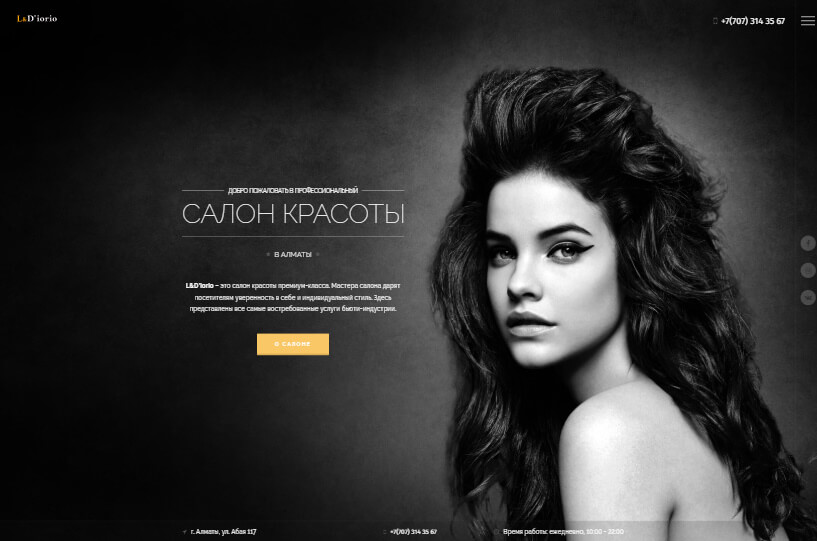 L&D'iorio
+7(707) 314 35 67
ДОБРО ПОЖАЛОВАТЬ В ПРОФЕССИОНАЛЬНЫЙ
САЛОН КРАСОТЫ
В АЛМАТЫ
L&D'Iorio – это салон красоты премиум-класса. Мастера салона дарят
посетителям уверенность в себе и индивидуальный стиль. Здесь
представлены все самые востребованные услуги бьюти-индустрии.
О САЛОНЕ
г. Алматы, ул. Абая 117
+7(707) 314 35 67
Время работы: ежедневно, 10:00 - 22:00